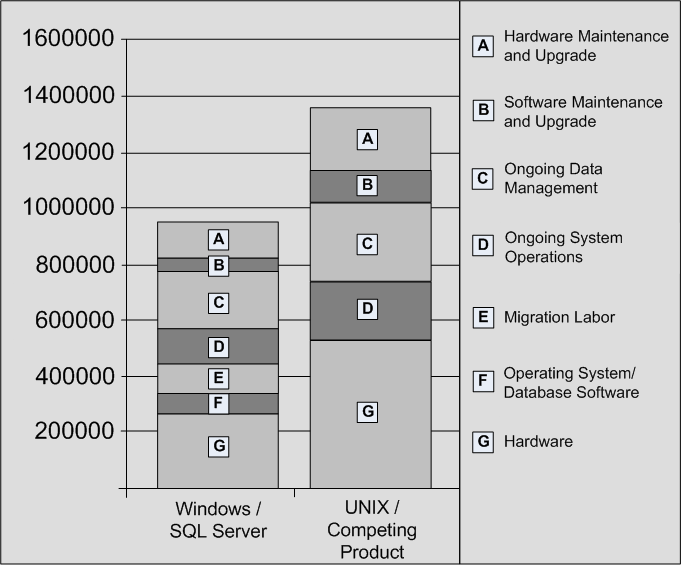 1600000
1400000
1200000
1000000
800000
600000
400000
200000
A
B
C
D
E
F
G
A
B
C
D
G
Windows /
SQL Server
UNIX /
Competing
Product
A Hardware Maintenance
and Upgrade
B Software Maintenance
and Upgrade
C Ongoing Data
Management
D Ongoing System
Operations
E Migration Labor
F Operating System/
Database Software
G Hardware